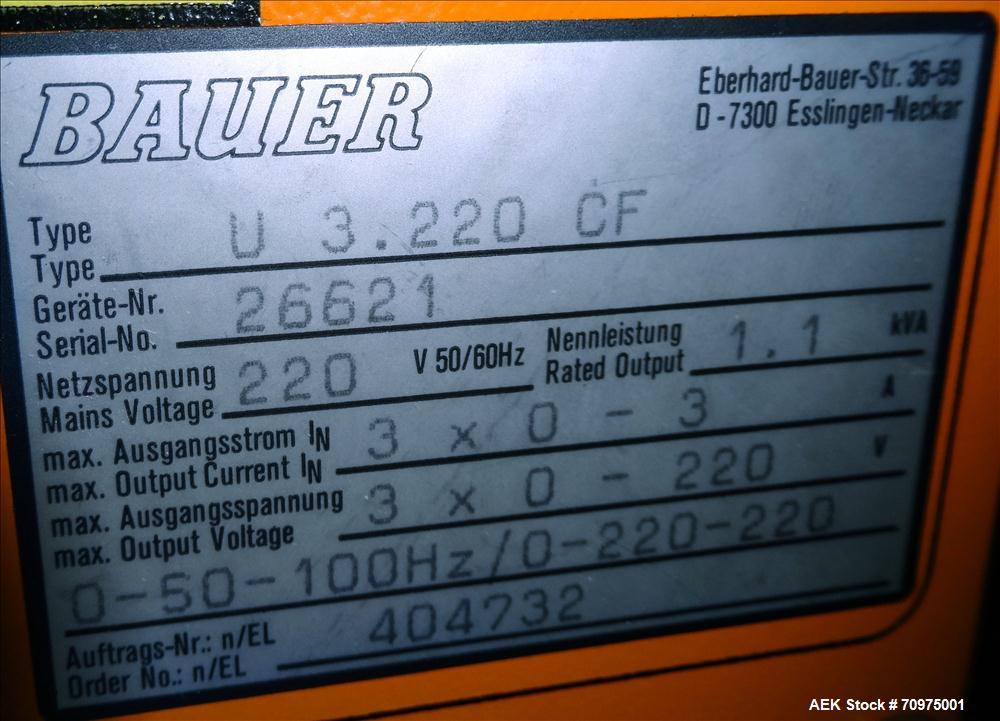 BAUER
Eberhard-Bauer-Str. 36-59
D-7300 Esslingen-Neckar
Type
Type U 3.220 CF
Geräte-Nr.
Serial-No. 26621
Netzspannung
Mains Voltage 220 V 50/60Hz
Nennleistung
Rated Output 1.1 kVA
max. Ausgangsstrom IN
max. Output Current IN 3 x 0 - 3 A
max. Ausgangsspannung
max. Output Voltage 3 x 0 - 220 V
0-50-100Hz/0-220-220
Auftrags-Nr.: n/EL
Order No.: n/EL 404732
AEK Stock # 70975001